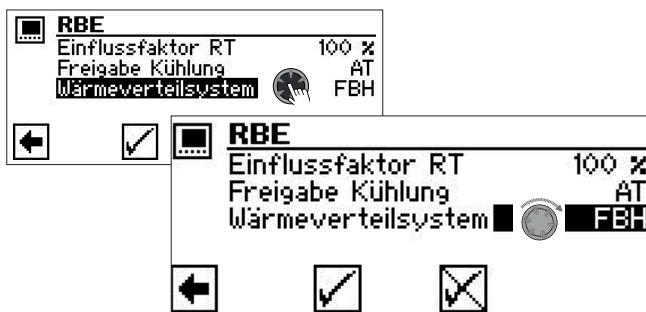 RBE
Einflussfaktor RT 100 %
Freigabe Kühlung AT
Wärmeverteilsystem FBH
RBE
Einflussfaktor RT 100 %
Freigabe Kühlung AT
Wärmeverteilsystem FBH